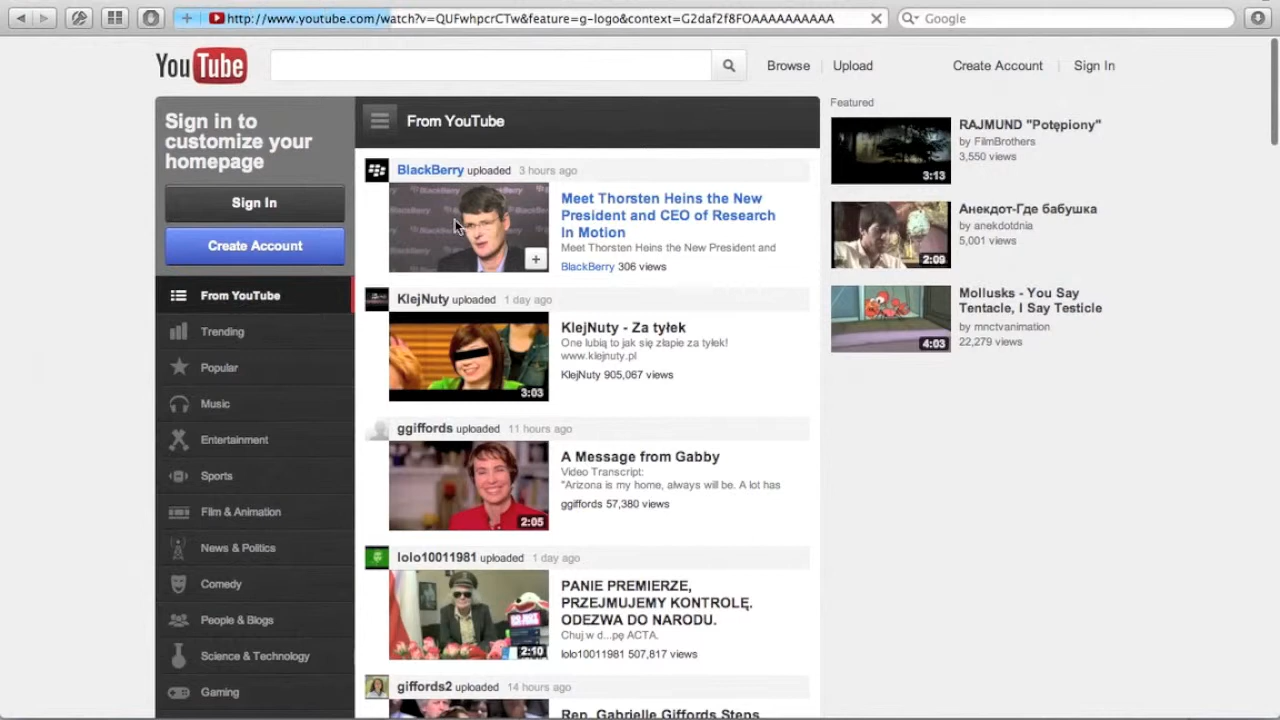 http://www.youtube.com/watch?v=QUFwhpcrCTw&feature=g-logo&context=G2daf2f8FOAAAAAAAAAA
Google
YouTube
Browse
Upload
Create Account
Sign In
Sign in to
customize your
homepage
Sign In
Create Account
From YouTube
Trending
Popular
Music
Entertainment
Sports
Film & Animation
News & Politics
Comedy
People & Blogs
Science & Technology
Gaming
From YouTube
BlackBerry uploaded 3 hours ago
Meet Thorsten Heins the New
President and CEO of Research
In Motion
Meet Thorsten Heins the New President and
BlackBerry 306 views
KlejNuty uploaded 1 day ago
3:03
KlejNuty - Za tyłek
One lubią to jak się złapie za tyłek!
www.klejnuty.pl
KlejNuty 905,067 views
ggiffords uploaded 11 hours ago
2:05
A Message from Gabby
Video Transcript:
"Arizona is my home, always will be. A lot has
ggiffords 57,380 views
lolo10011981 uploaded 1 day ago
2:10
PANIE PREMIERZE,
PRZEJMUJEMY KONTROLĘ.
ODEZWA DO NARODU.
Chuj w d...pę ACTA.
lolo10011981 507,817 views
giffords2 uploaded 14 hours ago
Rep. Gabrielle Giffords Steps
Featured
3:13
RAJMUND "Potępiony"
by FilmBrothers
3,550 views
2:09
Анекдот-Где бабушка
by anekdotdnia
5,001 views
4:03
Mollusks - You Say
Tentacle, I Say Testicle
by mnctvanimation
22,279 views